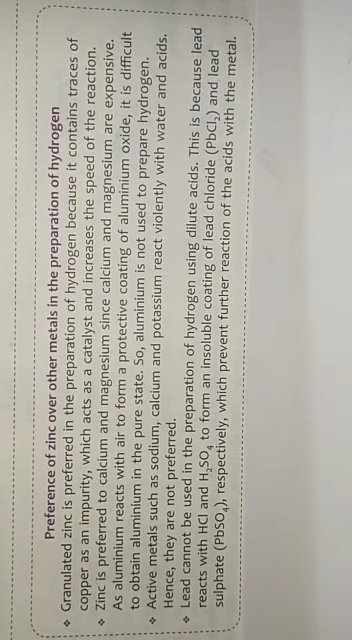 Preference of zinc over other metals in the preparation of hydrogen
❖ Granulated zinc is preferred in the preparation of hydrogen because it contains traces of
copper as an impurity, which acts as a catalyst and increases the speed of the reaction.
❖ Zinc is preferred to calcium and magnesium since calcium and magnesium are expensive.
As aluminium reacts with air to form a protective coating of aluminium oxide, it is difficult
to obtain aluminium in the pure state. So, aluminium is not used to prepare hydrogen.
❖ Active metals such as sodium, calcium and potassium react violently with water and acids.
Hence, they are not preferred.
❖ Lead cannot be used in the preparation of hydrogen using dilute acids. This is because lead
reacts with HCl and H₂SO₄ to form an insoluble coating of lead chloride (PbCl₂) and lead
sulphate (PbSO₄), respectively, which prevent further reaction of the acids with the metal.